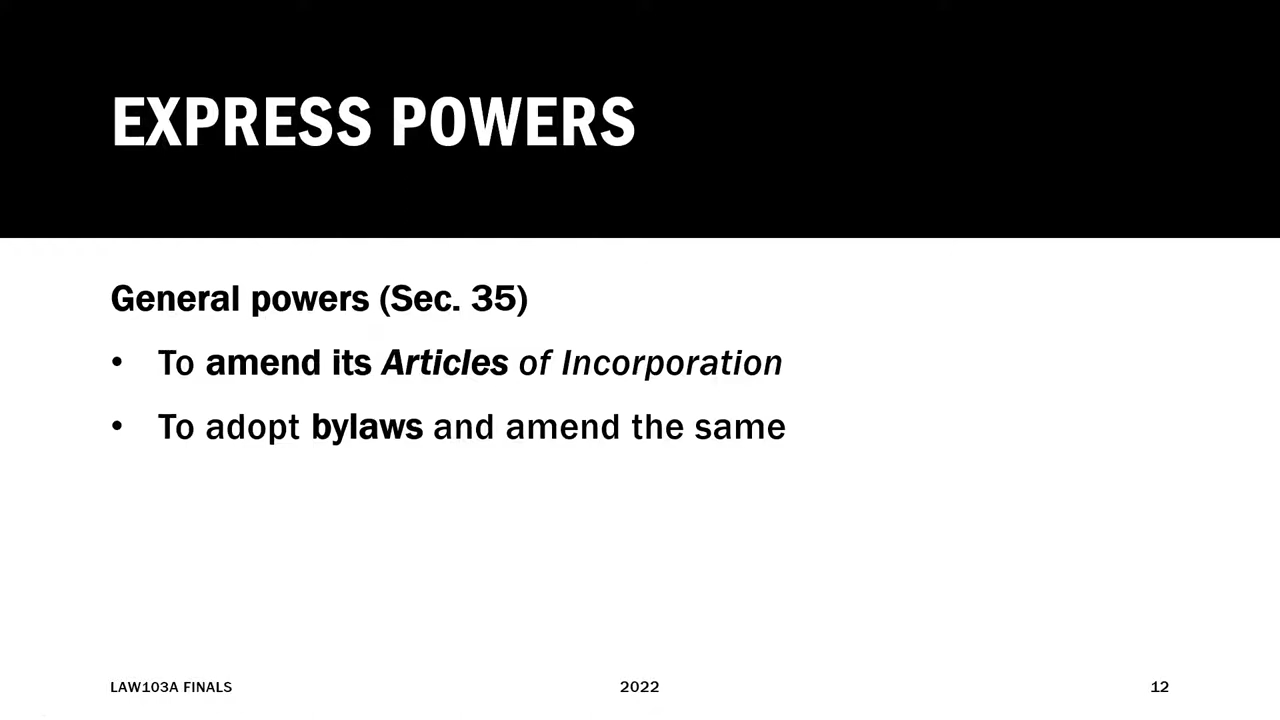 EXPRESS POWERS
General powers (Sec. 35)
• To amend its Articles of Incorporation
• To adopt bylaws and amend the same
LAW103A FINALS
2022
12